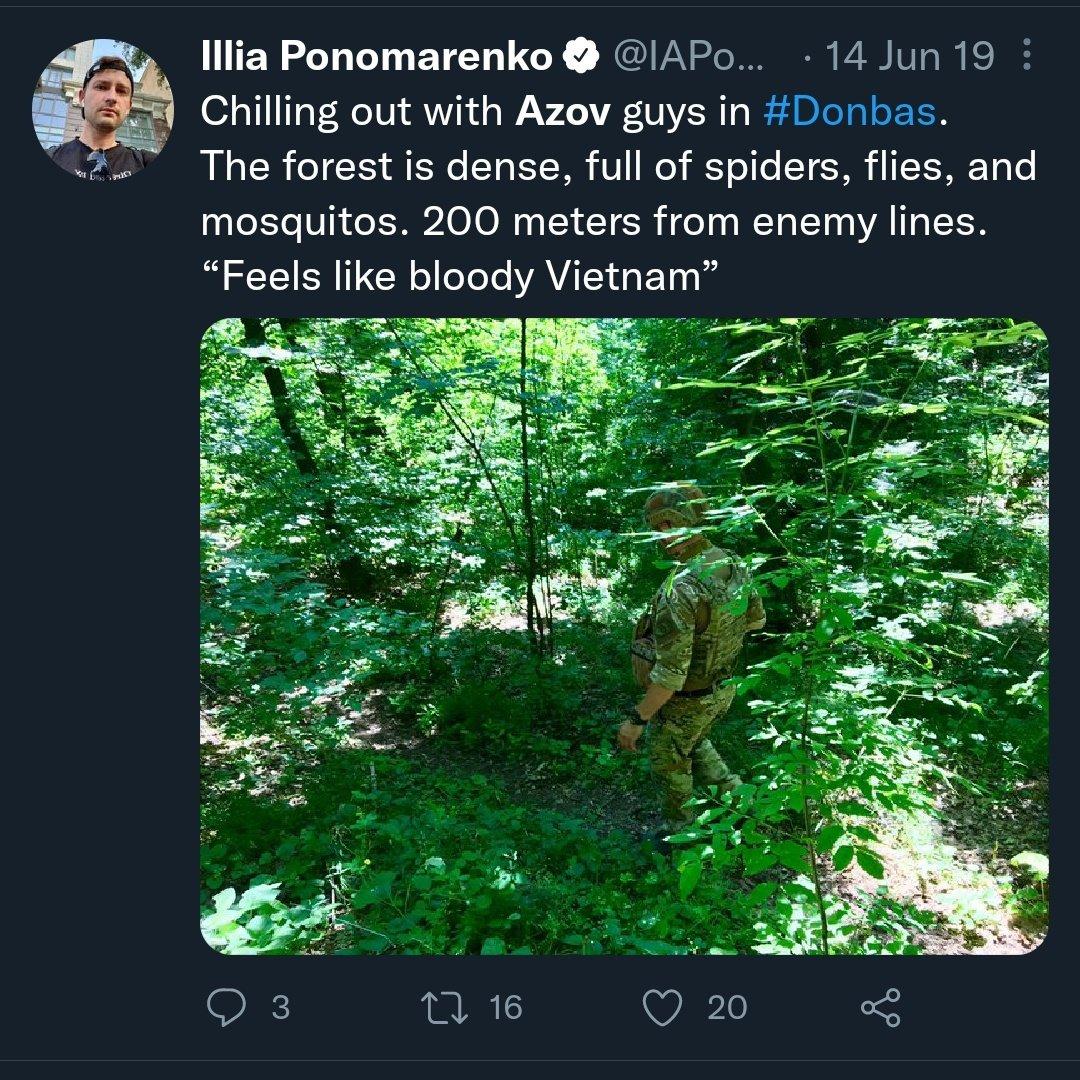 Illia Ponomarenko @IAPo... · 14 Jun 19
Chilling out with Azov guys in #Donbas.
The forest is dense, full of spiders, flies, and
mosquitos. 200 meters from enemy lines.
“Feels like bloody Vietnam”
3 16 20